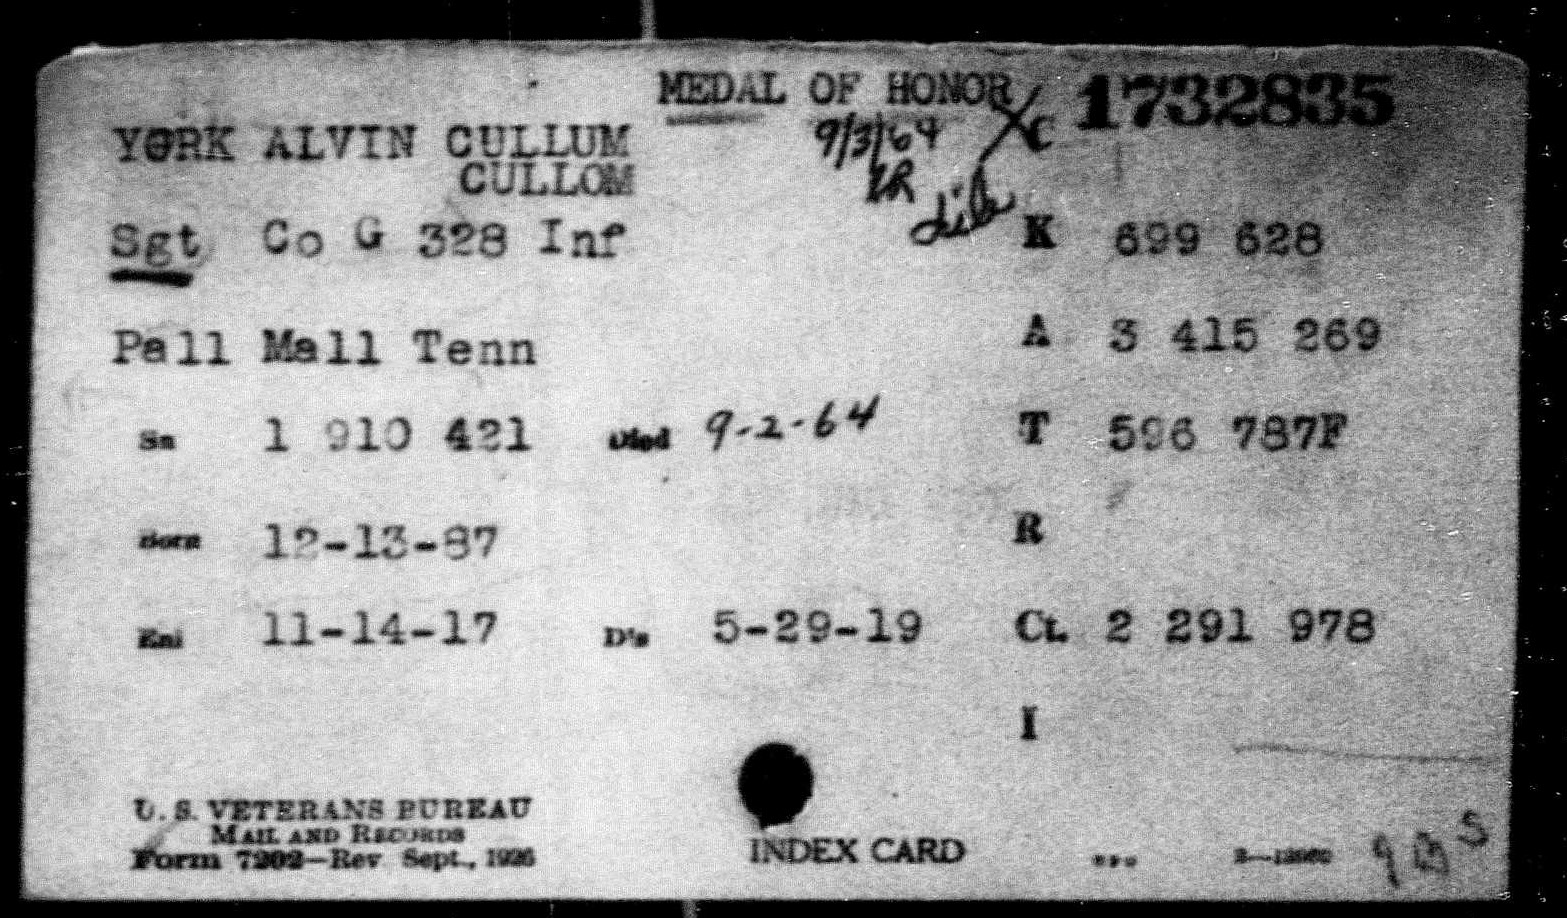 MEDAL OF HONOR XC 1732835
YORK ALVIN CULLUM 9/3/64
CULLOM
Sgt Co G 328 Inf K 699 628
Pall Mall Tenn A 3 415 269
Sn 1 910 421 Died 9-2-64 T 596 787F
Born 12-13-87 R
Enl 11-14-17 D's 5-29-19 Ct. 2 291 978
I
U. S. VETERANS BUREAU
MAIL AND RECORDS
Form 7202—Rev Sept., 1926 INDEX CARD